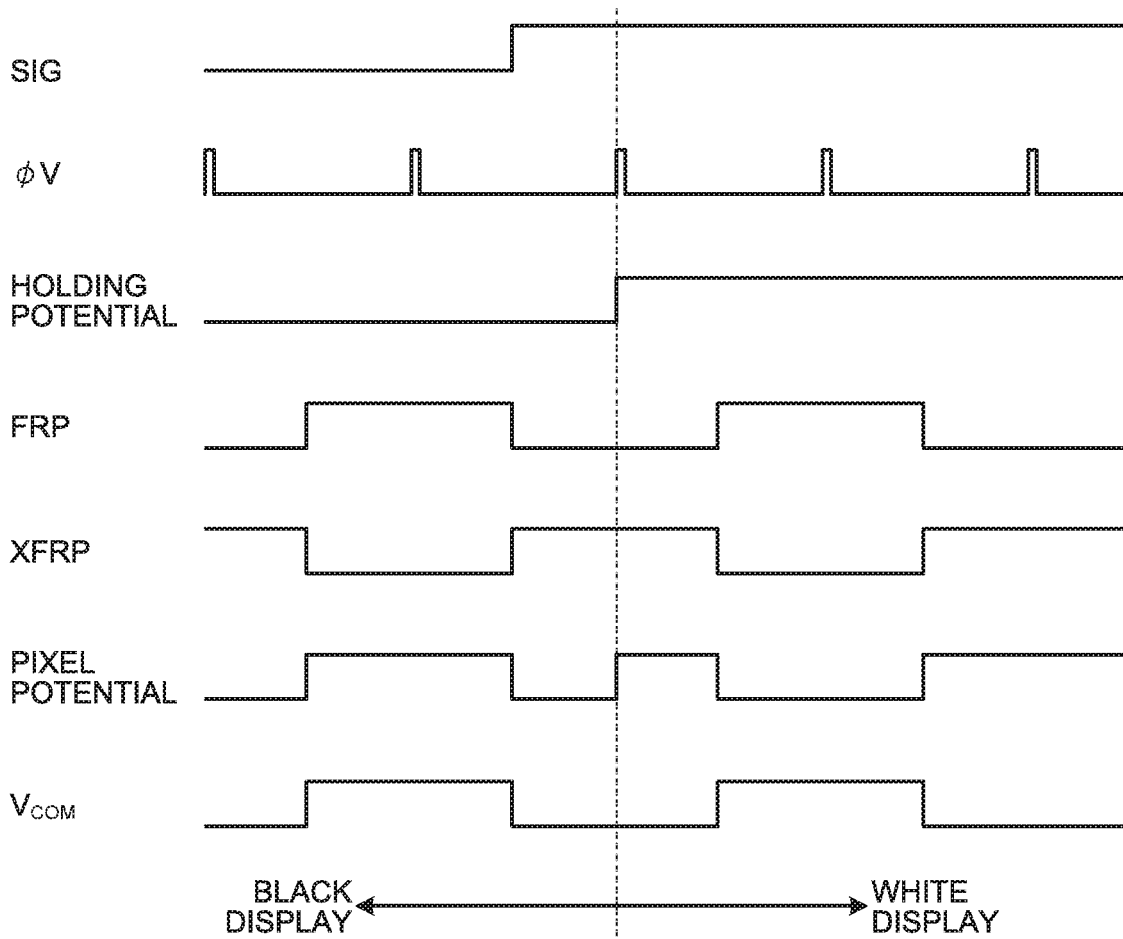 SIG
ϕV
HOLDING
POTENTIAL
FRP
XFRP
PIXEL
POTENTIAL
VCOM
BLACK
DISPLAY
WHITE
DISPLAY